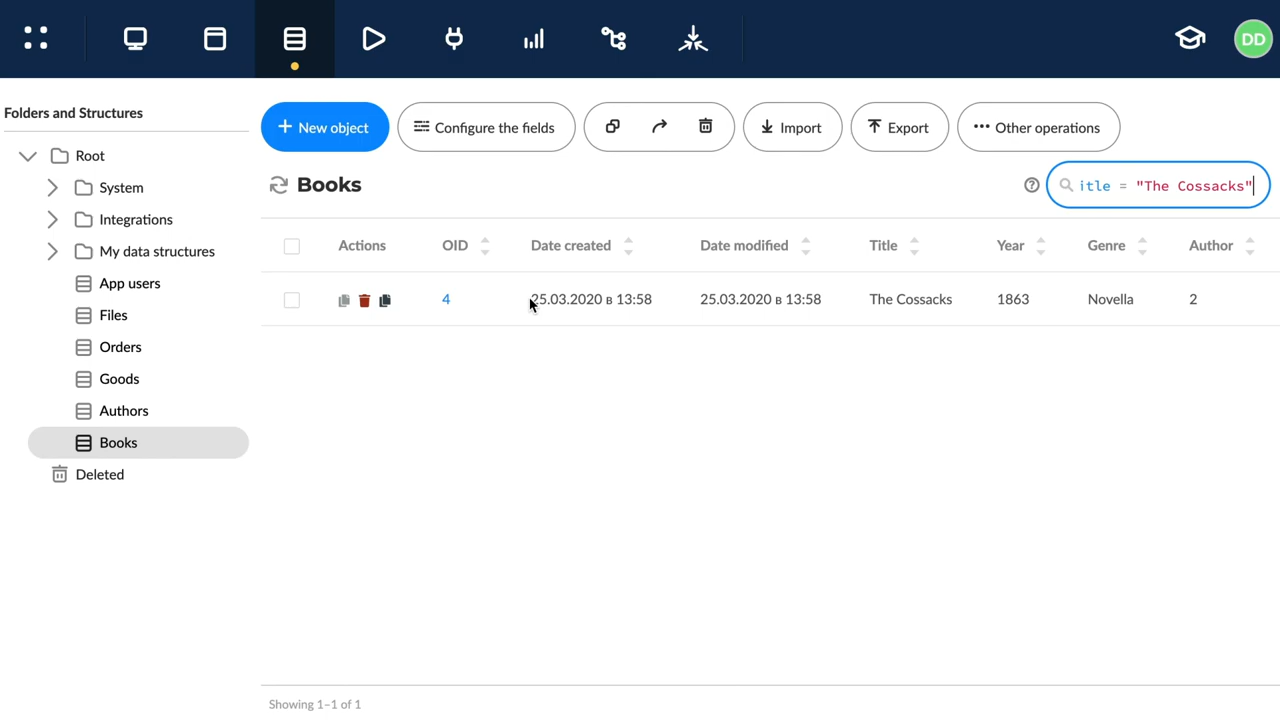 DD
Folders and Structures
Root
System
Integrations
My data structures
App users
Files
Orders
Goods
Authors
Books
Deleted
New object
Configure the fields
Import
Export
Other operations
Books
itle = "The Cossacks"
Actions OID Date created Date modified Title Year Genre Author
4 25.03.2020 в 13:58 25.03.2020 в 13:58 The Cossacks 1863 Novella 2
Showing 1–1 of 1